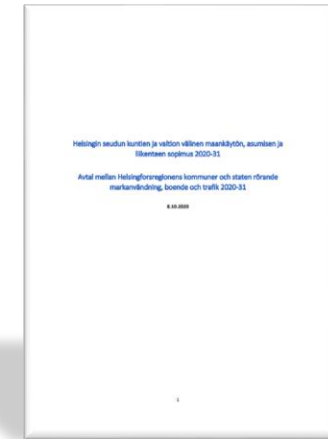 Helsingin seudun kuntien ja valtion välinen maankäytön, asumisen ja
liikenteen sopimus 2020-31
Avtal mellan Helsingforsregionens kommuner och staten rörande
markanvändning, boende och trafik 2020-31
8.10.2020
1